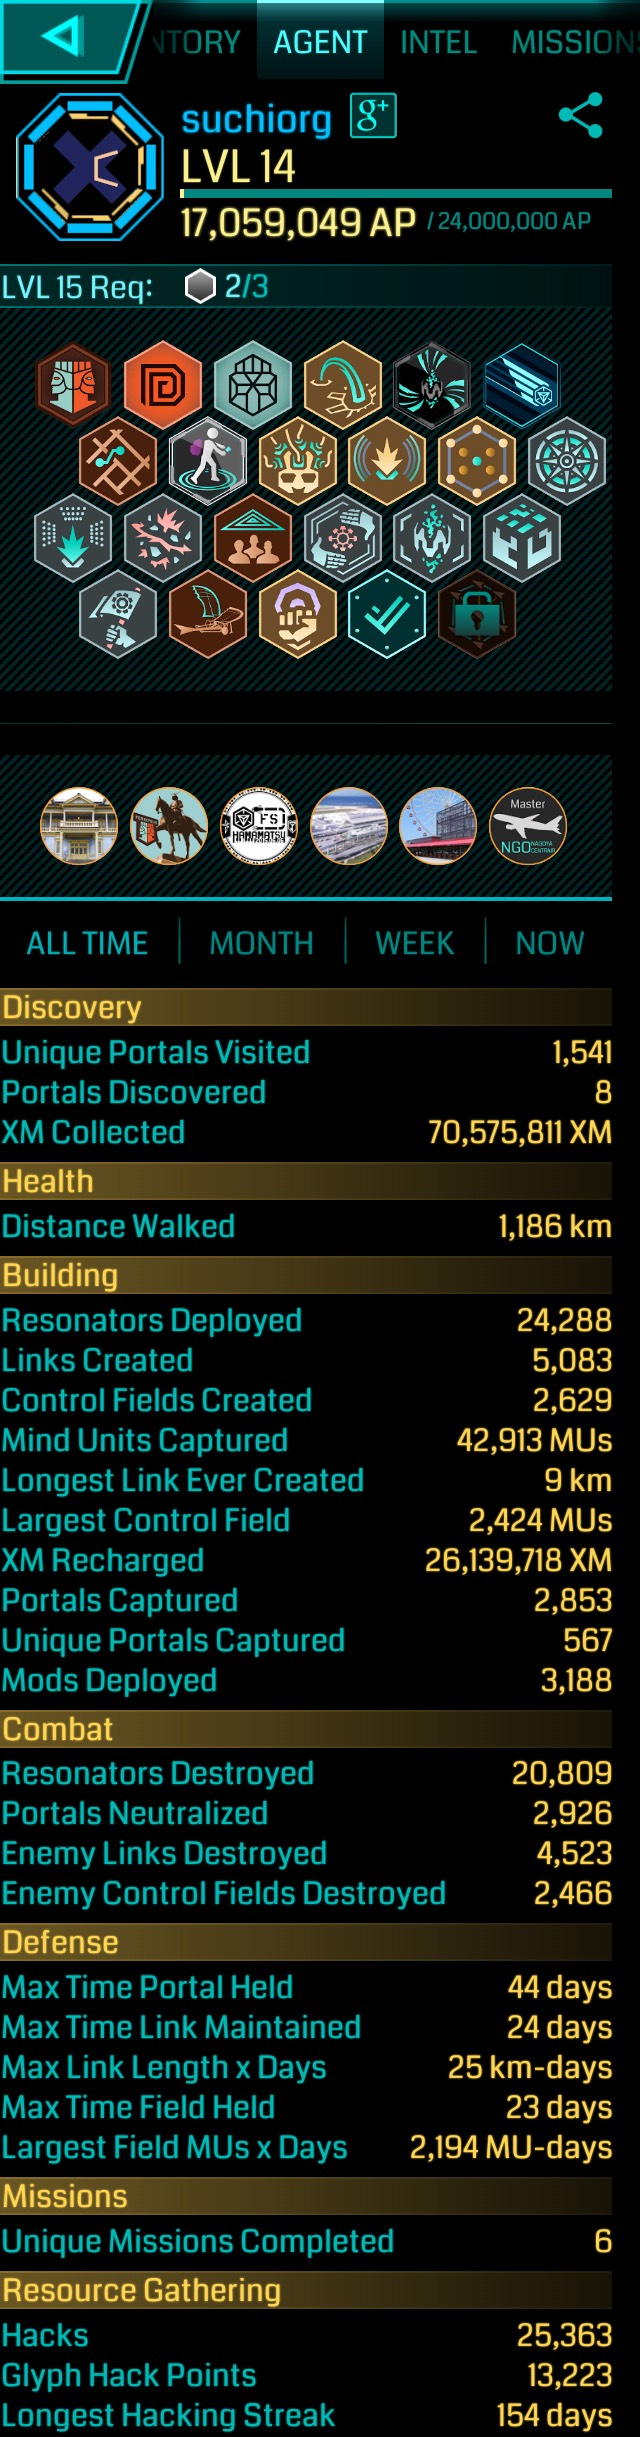 NTORY AGENT INTEL MISSIONS
suchiorg g+
LVL 14
17,059,049 AP / 24,000,000 AP
LVL 15 Req: 2/3
FS
HAMAMATSU
Master
NGO NAGOYA CENTRAIR
ALL TIME MONTH WEEK NOW
Discovery
Unique Portals Visited 1,541
Portals Discovered 8
XM Collected 70,575,811 XM
Health
Distance Walked 1,186 km
Building
Resonators Deployed 24,288
Links Created 5,083
Control Fields Created 2,629
Mind Units Captured 42,913 MUs
Longest Link Ever Created 9 km
Largest Control Field 2,424 MUs
XM Recharged 26,139,718 XM
Portals Captured 2,853
Unique Portals Captured 567
Mods Deployed 3,188
Combat
Resonators Destroyed 20,809
Portals Neutralized 2,926
Enemy Links Destroyed 4,523
Enemy Control Fields Destroyed 2,466
Defense
Max Time Portal Held 44 days
Max Time Link Maintained 24 days
Max Link Length x Days 25 km-days
Max Time Field Held 23 days
Largest Field MUs x Days 2,194 MU-days
Missions
Unique Missions Completed 6
Resource Gathering
Hacks 25,363
Glyph Hack Points 13,223
Longest Hacking Streak 154 days